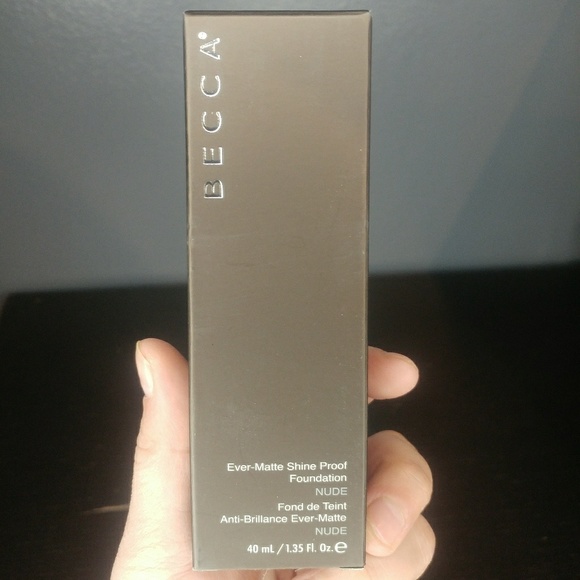 BECCA®
Ever-Matte Shine Proof
Foundation
NUDE
Fond de Teint
Anti-Brillance Ever-Matte
NUDE
40 mL / 1.35 Fl. Oz. ℮